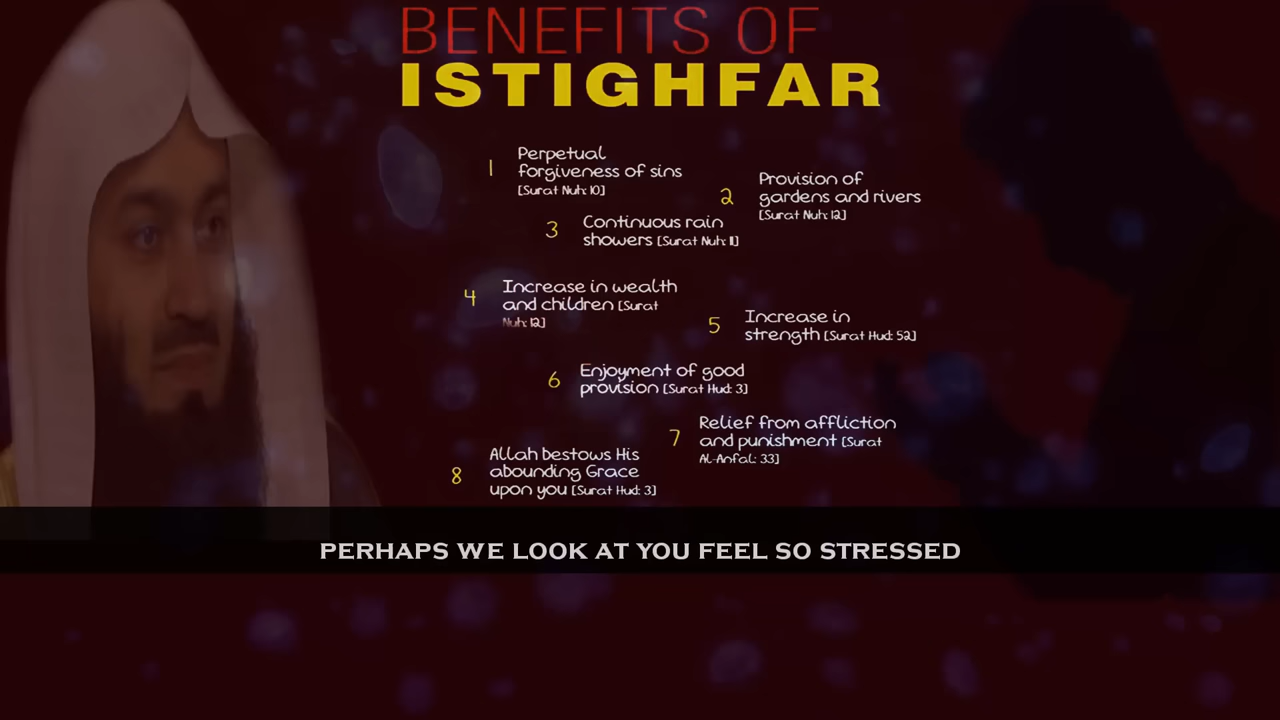 BENEFITS OF
ISTIGHFAR
1 Perpetual
forgiveness of sins
[Surat Nuh: 10]
2 Provision of
gardens and rivers
[Surat Nuh: 12]
3 Continuous rain
showers [Surat Nuh: 11]
4 Increase in wealth
and children [Surat
Nuh: 12]
5 Increase in
strength [Surat Hud: 52]
6 Enjoyment of good
provision [Surat Hud: 3]
7 Relief from affliction
and punishment [Surat
Al-Anfal: 33]
8 Allah bestows His
abounding Grace
upon you [Surat Hud: 3]
PERHAPS WE LOOK AT YOU FEEL SO STRESSED